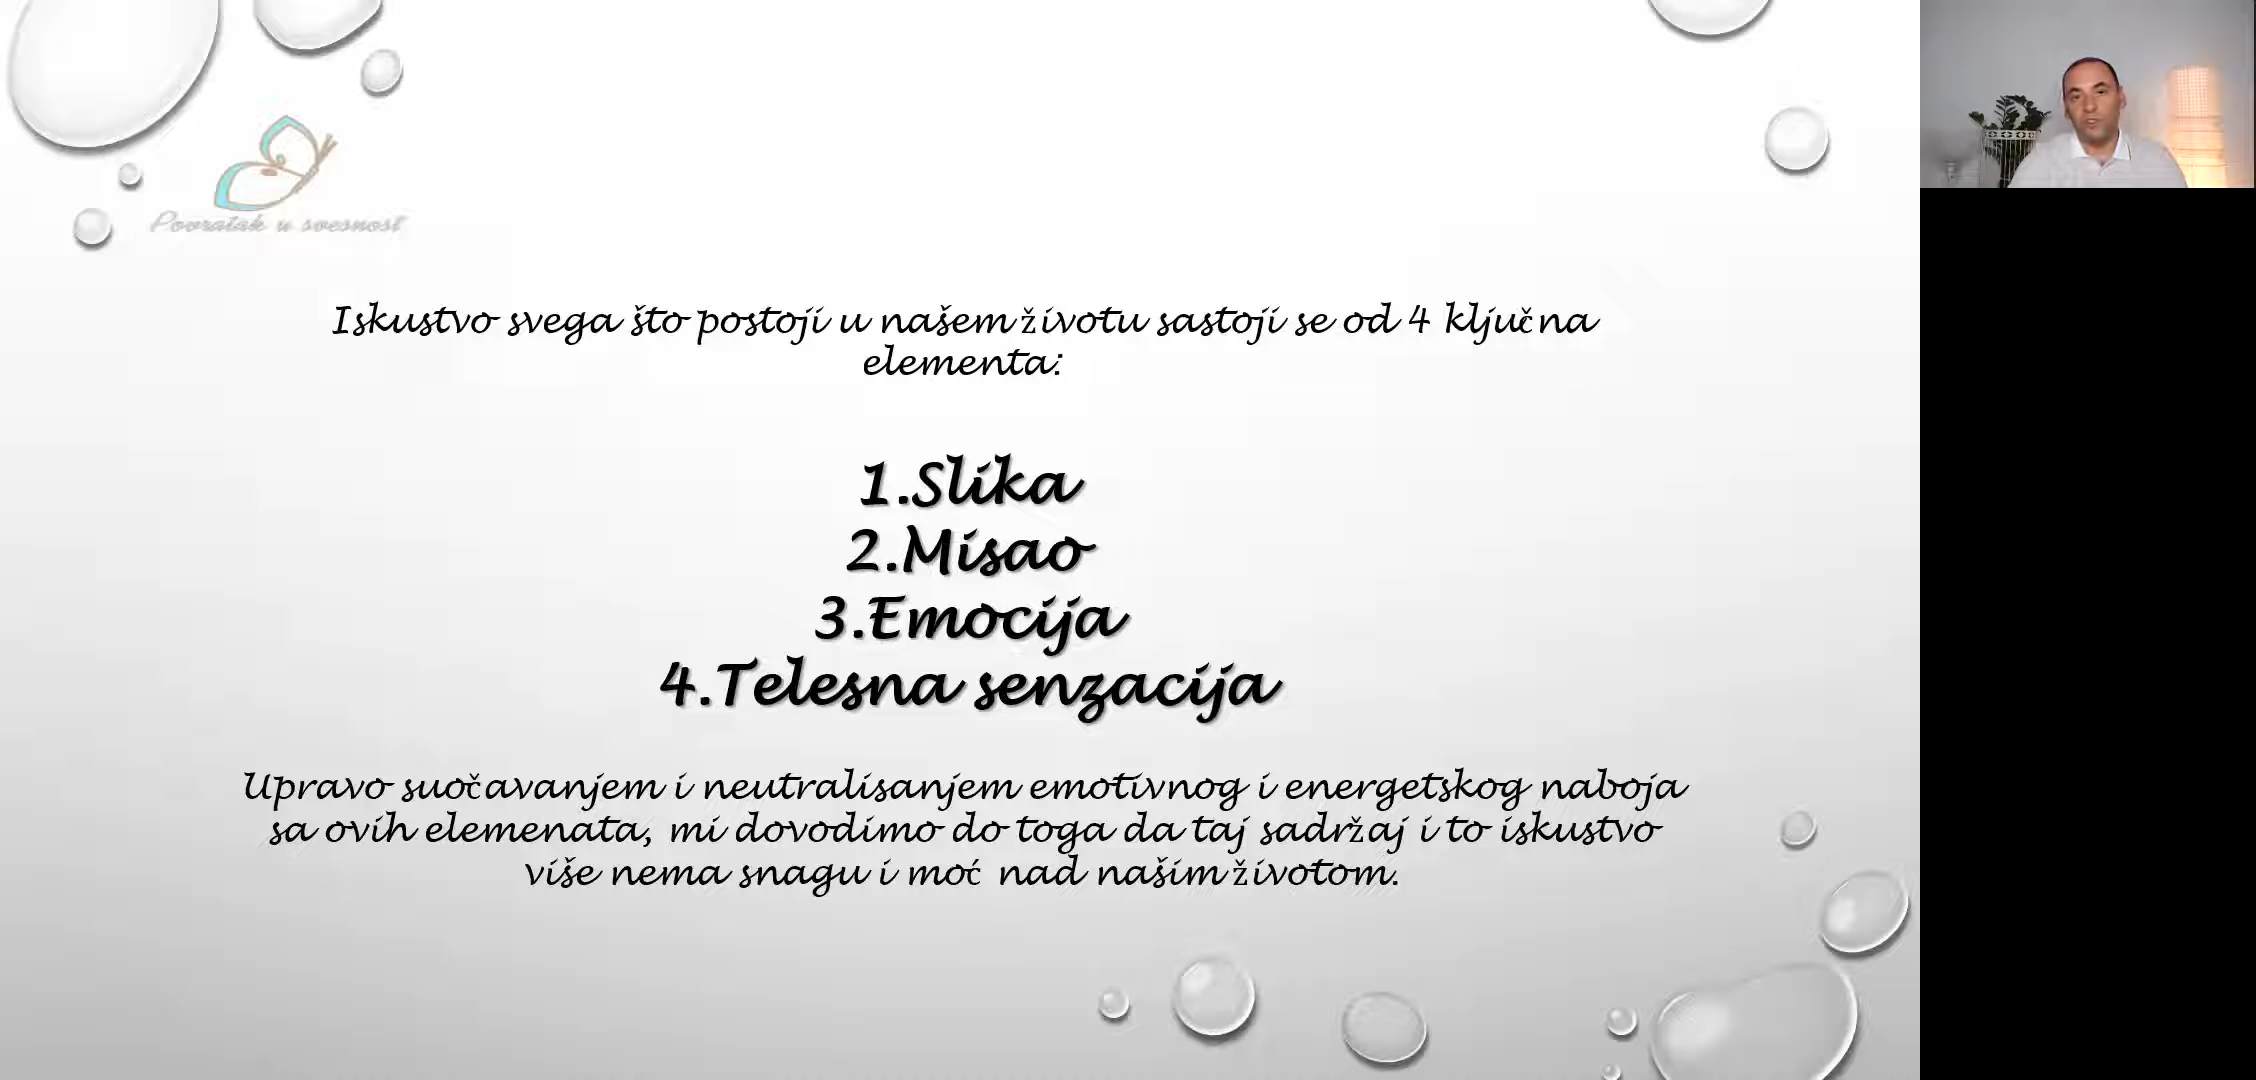 Povratak u svesnost
Iskustvo svega što postoji u našem životu sastoji se od 4 ključna
elementa:
1.Slika
2.Misao
3.Emocija
4.Telesna senzacija
Upravo suočavanjem i neutralisanjem emotivnog i energetskog naboja
sa ovih elemenata, mi dovodimo do toga da taj sadržaj i to iskustvo
više nema snagu i moć nad našim životom.